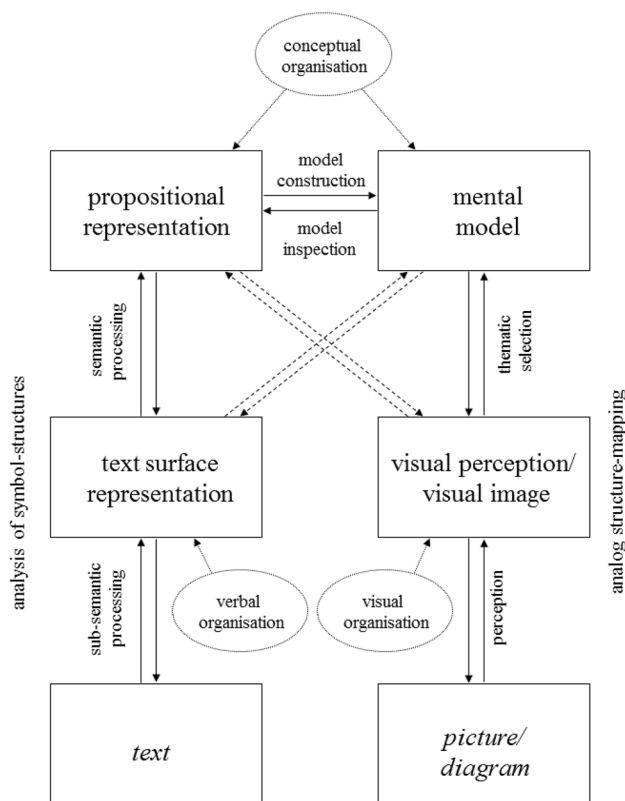 conceptual
organisation
propositional
representation
model
construction
model
inspection
mental
model
semantic
processing
thematic
selection
analysis of symbol-structures
text surface
representation
visual perception/
visual image
analog structure-mapping
sub-semantic
processing
verbal
organisation
visual
organisation
perception
text
picture/
diagram